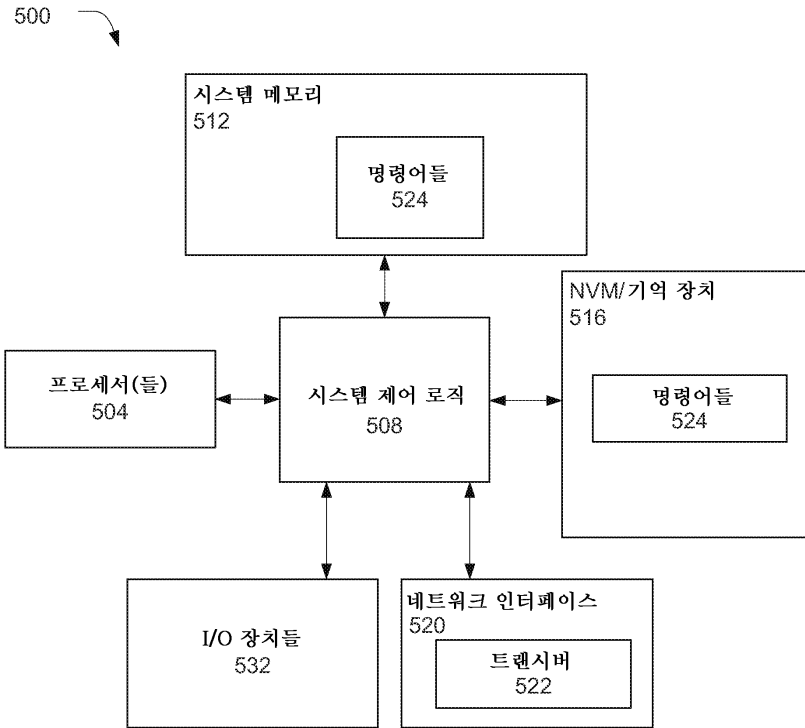 500
시스템 메모리
512
명령어들
524
NVM/기억 장치
516
명령어들
524
프로세서(들)
504
시스템 제어 로직
508
I/O 장치들
532
네트워크 인터페이스
520
트랜시버
522